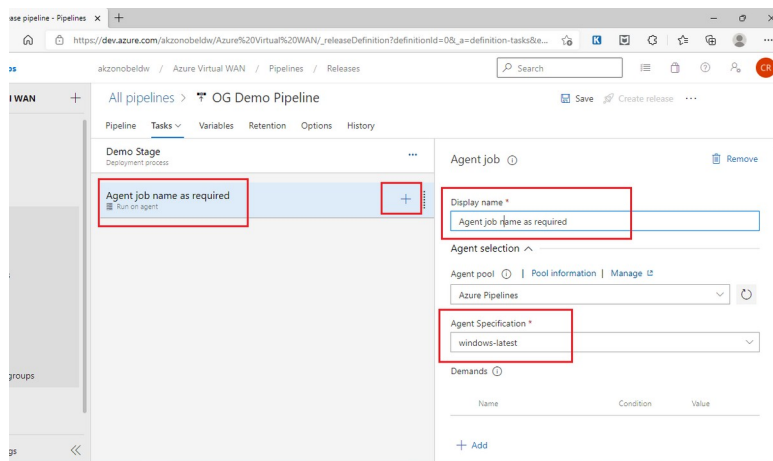 ase pipeline - Pipelines
https://dev.azure.com/akzonobeldw/Azure%20Virtual%20WAN/_releaseDefinition?definitionId=0&_a=definition-tasks&e...
ps
akzonobeldw / Azure Virtual WAN / Pipelines / Releases
Search
CR
l WAN
All pipelines > OG Demo Pipeline
Save Create release ...
Pipeline Tasks Variables Retention Options History
Demo Stage
Deployment process
...
Agent job name as required
Run on agent
Agent job
Remove
Display name *
Agent job name as required
Agent selection
Agent pool | Pool information | Manage
Azure Pipelines
Agent Specification *
windows-latest
Demands
Name Condition Value
+ Add
groups
gs